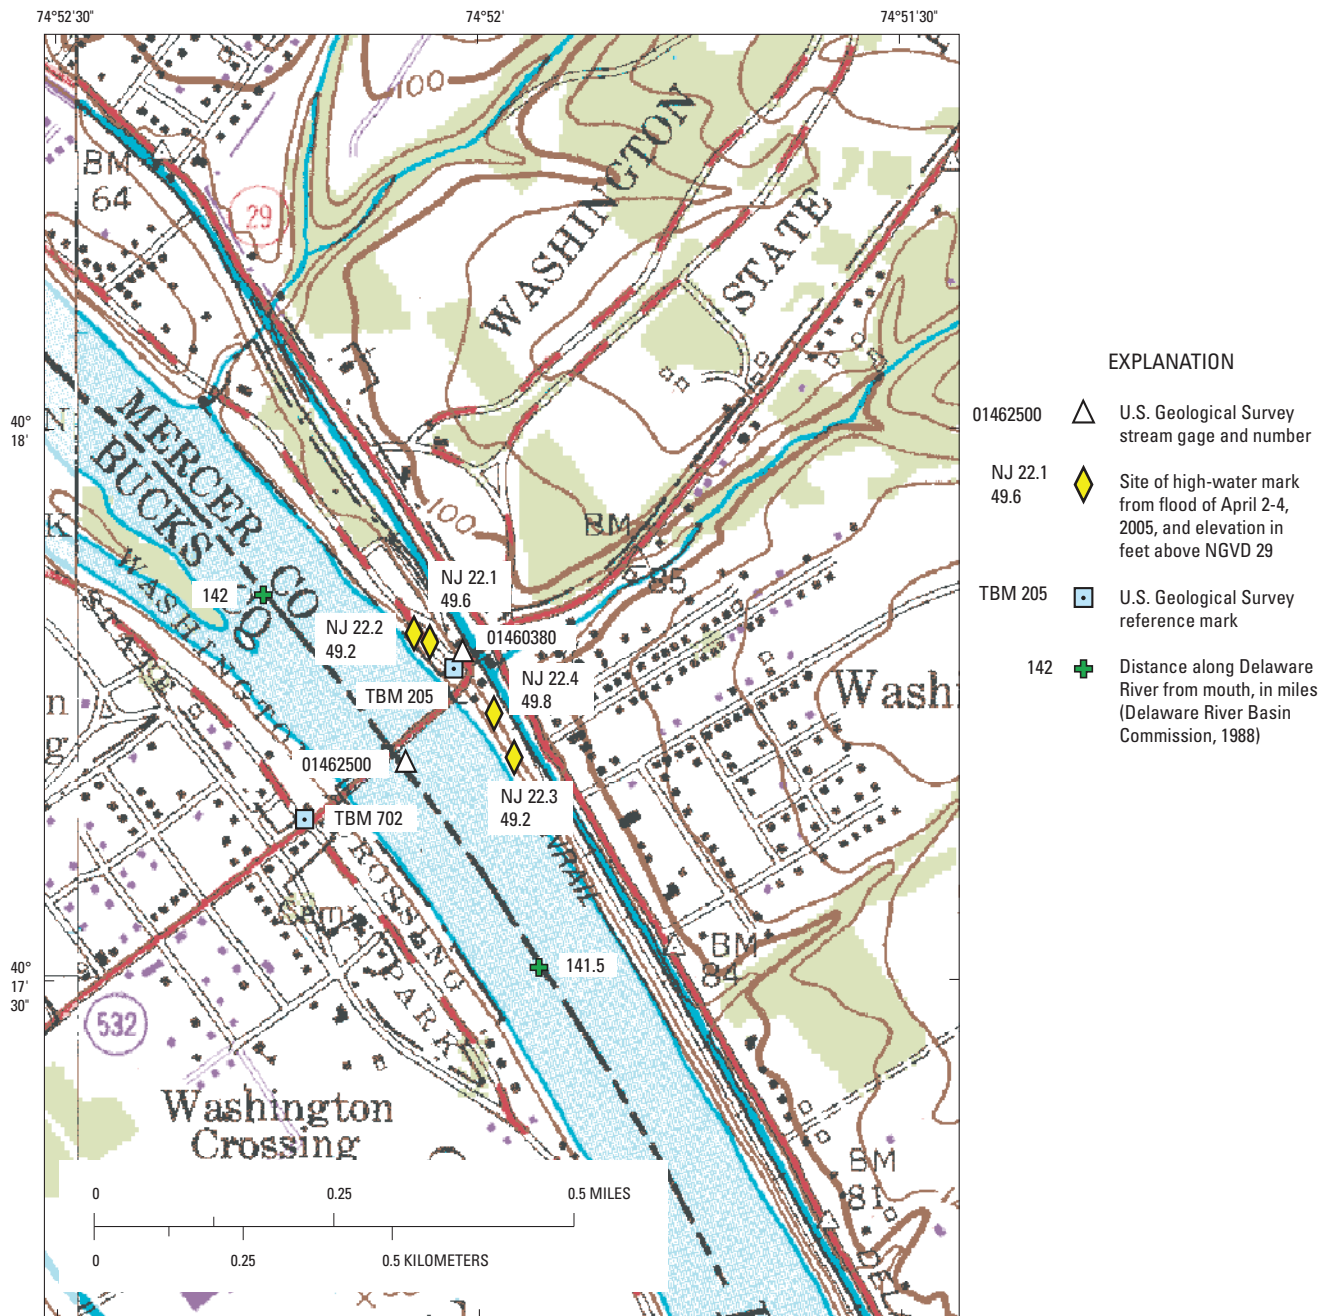 74°52'30"
74°52'
74°51'30"
100
BM
64
29
WASHINGTON
STATE
EXPLANATION
01462500
U.S. Geological Survey
stream gage and number
40°
18'
N
MERCER
BUCKS
100
NJ 22.1
49.6
Site of high-water mark
from flood of April 2-4,
2005, and elevation in
feet above NGVD 29
K
BM
85
WASHINGTON
CO
CO
142
NJ 22.1
49.6
TBM 205
U.S. Geological Survey
reference mark
STATE
NJ 22.2
49.2
01460380
142
Distance along Delaware
River from mouth, in miles
(Delaware River Basin
Commission, 1988)
n
g
TBM 205
NJ 22.4
49.8
Wash
01462500
TBM 702
NJ 22.3
49.2
CROSSING
PARK
BM
84
40°
17'
30"
141.5
532
Washington
Crossing
BM
81
DEL
0
0.25
0.5 MILES
0
0.25
0.5 KILOMETERS